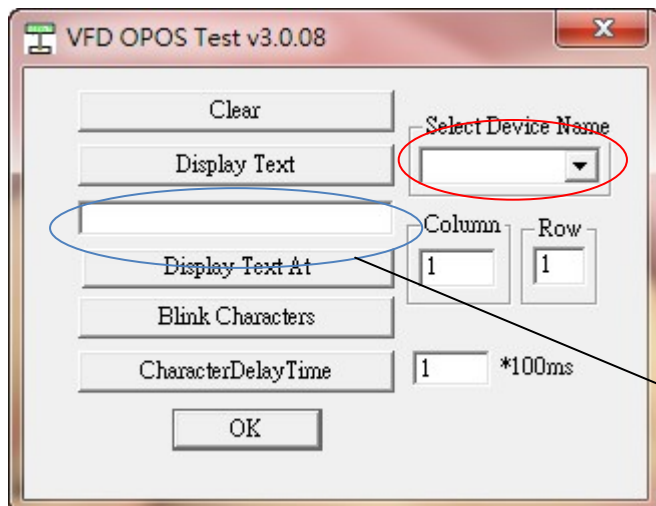 VFD OPOS Test v3.0.08
Clear
Select Device Name
Display Text
Column
Row
Display Text At
1
1
Blink Characters
CharacterDelayTime
1 *100ms
OK